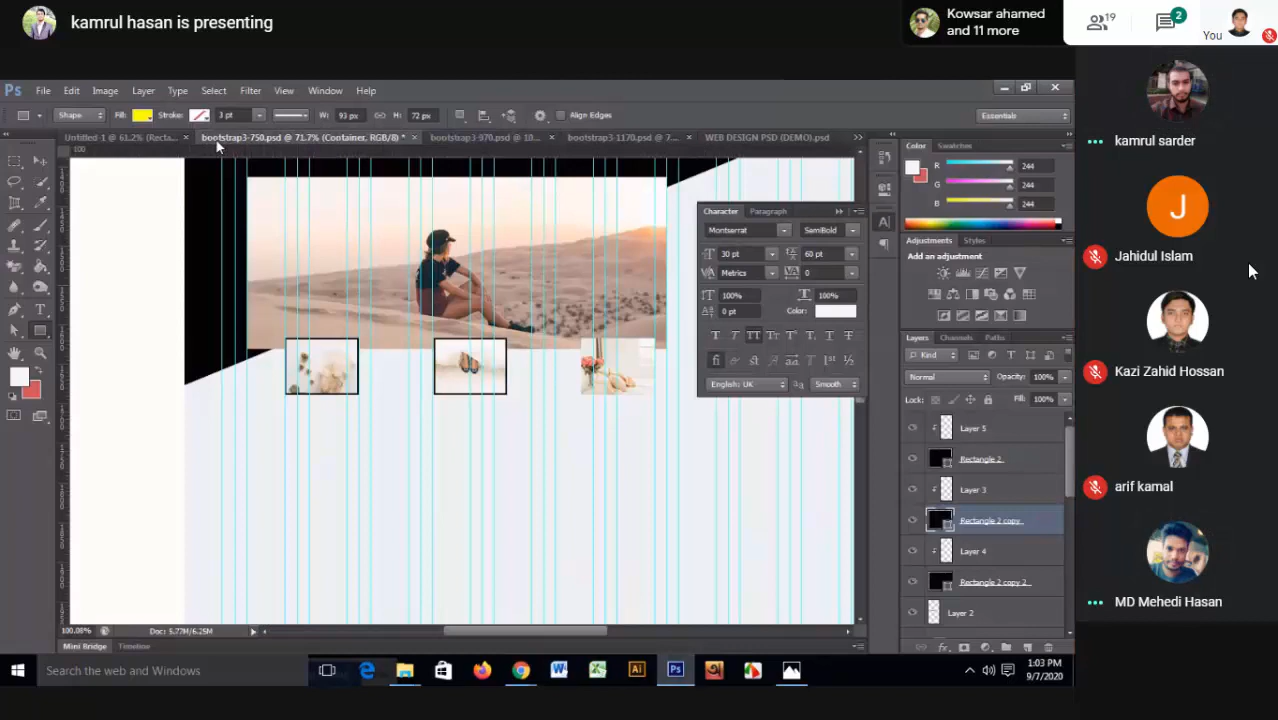 kamrul hasan is presenting
Kowsar ahamed
and 11 more
19
2
You
Ps File Edit Image Layer Type Select Filter View Window Help
Shape Fill: Stroke: 3 pt W: 93 px H: 72 px Align Edges Essentials
Untitled-1 @ 61.2% (Recta... bootstrap3-750.psd @ 71.7% (Container, RGB/8) * bootstrap3-970.psd @ 10... bootstrap3-1170.psd @ 7... WEB DESIGN PSD (DEMO).psd
100
Color Swatches
R 244
G 244
B 244
Character Paragraph
Montserrat SemiBold
30 pt 60 pt
Metrics 0
100% 100%
0 pt Color:
English: UK Smooth
Adjustments Styles
Add an adjustment
Layers Channels Paths
Kind
Normal Opacity: 100%
Lock: Fill: 100%
Layer 5
Rectangle 2
Layer 3
Rectangle 2 copy
Layer 4
Rectangle 2 copy 2
Layer 2
100.08% Doc: 5.77M/6.25M
Mini Bridge Timeline
Search the web and Windows
1:03 PM
9/7/2020
kamrul sarder
J
Jahidul Islam
Kazi Zahid Hossan
arif kamal
MD Mehedi Hasan